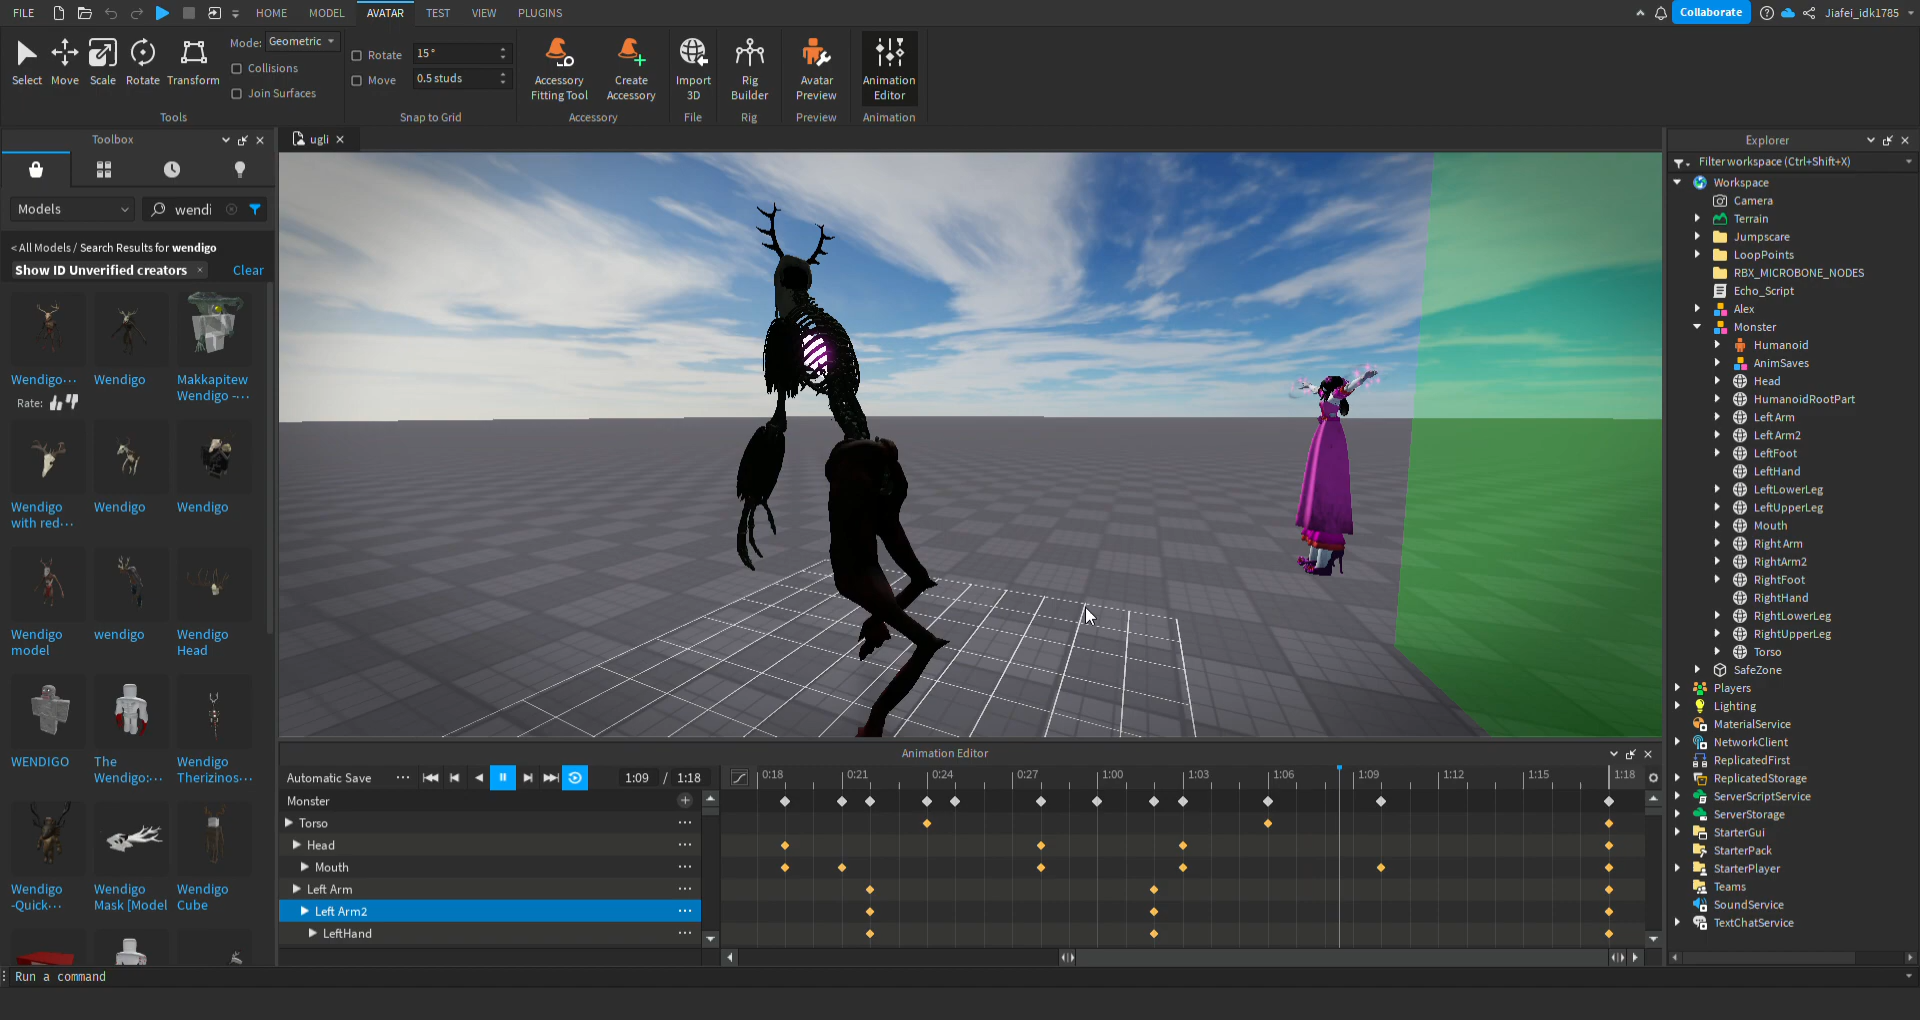 FILE HOME MODEL AVATAR TEST VIEW PLUGINS Collaborate Jiafei_idk1785
Select Move Scale Rotate Transform
Mode: Geometric
Collisions
Join Surfaces
Tools
Rotate 15°
Move 0.5 studs
Snap to Grid
Accessory Fitting Tool
Create Accessory
Accessory
Import 3D
File
Rig Builder
Rig
Avatar Preview
Preview
Animation Editor
Animation
Toolbox
Models wendi
< All Models / Search Results for wendigo
Show ID Unverified creators × Clear
Wendigo... Wendigo Makkapitew
Wendigo -...
Rate:
Wendigo Wendigo Wendigo
with red...
Wendigo wendigo Wendigo
model Head
WENDIGO The Wendigo
Wendigo:... Therizinos...
Wendigo Wendigo Wendigo
-Quick... Mask [Model Cube
ugli
Animation Editor
Automatic Save ... 1:09 / 1:18
0:18 0:21 0:24 0:27 1:00 1:03 1:06 1:09 1:12 1:15 1:18
Monster
Torso
Head
Mouth
Left Arm
Left Arm2
LeftHand
Explorer
Filter workspace (Ctrl+Shift+X)
Workspace
Camera
Terrain
Jumpscare
LoopPoints
RBX_MICROBONE_NODES
Echo_Script
Alex
Monster
Humanoid
AnimSaves
Head
HumanoidRootPart
Left Arm
Left Arm2
LeftFoot
LeftHand
LeftLowerLeg
LeftUpperLeg
Mouth
Right Arm
RightArm2
RightFoot
RightHand
RightLowerLeg
RightUpperLeg
Torso
SafeZone
Players
Lighting
MaterialService
NetworkClient
ReplicatedFirst
ReplicatedStorage
ServerScriptService
ServerStorage
StarterGui
StarterPack
StarterPlayer
Teams
SoundService
TextChatService
Run a command